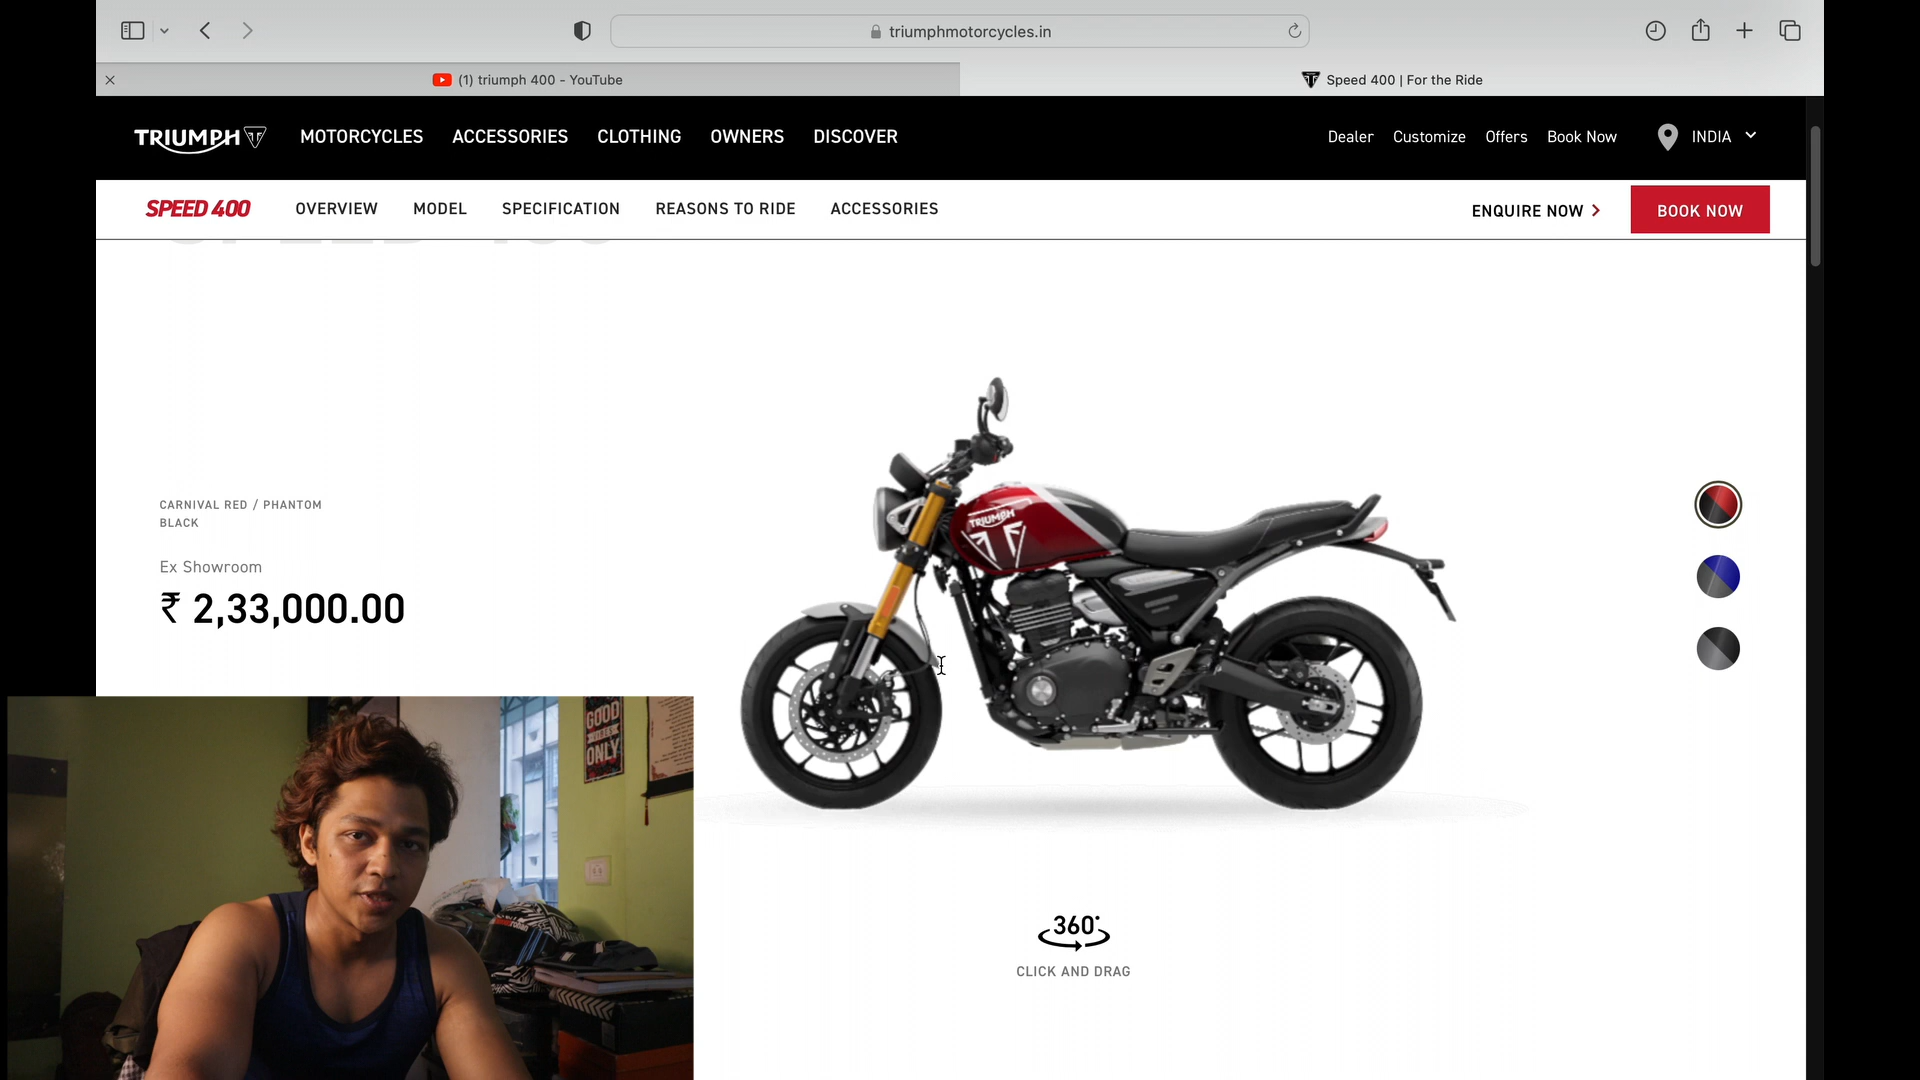 triumphmotorcycles.in
(1) triumph 400 - YouTube
Speed 400 | For the Ride
TRIUMPH
MOTORCYCLES
ACCESSORIES
CLOTHING
OWNERS
DISCOVER
Dealer
Customize
Offers
Book Now
INDIA
SPEED 400
OVERVIEW
MODEL
SPECIFICATION
REASONS TO RIDE
ACCESSORIES
ENQUIRE NOW
BOOK NOW
CARNIVAL RED / PHANTOM
BLACK
Ex Showroom
₹ 2,33,000.00
TRIUMPH
360°
CLICK AND DRAG
GOOD
VIBES
ONLY